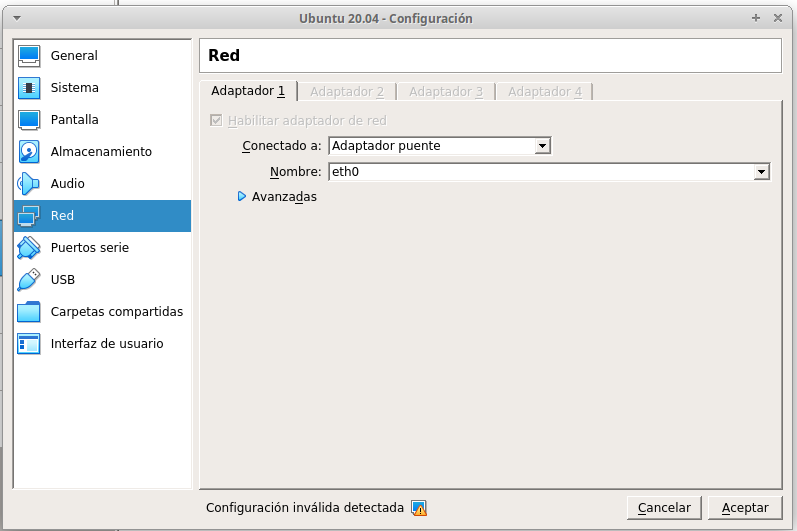 Ubuntu 20.04 - Configuración
General
Sistema
Pantalla
Almacenamiento
Audio
Red
Puertos serie
USB
Carpetas compartidas
Interfaz de usuario
Red
Adaptador 1 Adaptador 2 Adaptador 3 Adaptador 4
Habilitar adaptador de red
Conectado a: Adaptador puente
Nombre: eth0
Avanzadas
Configuración inválida detectada Cancelar Aceptar